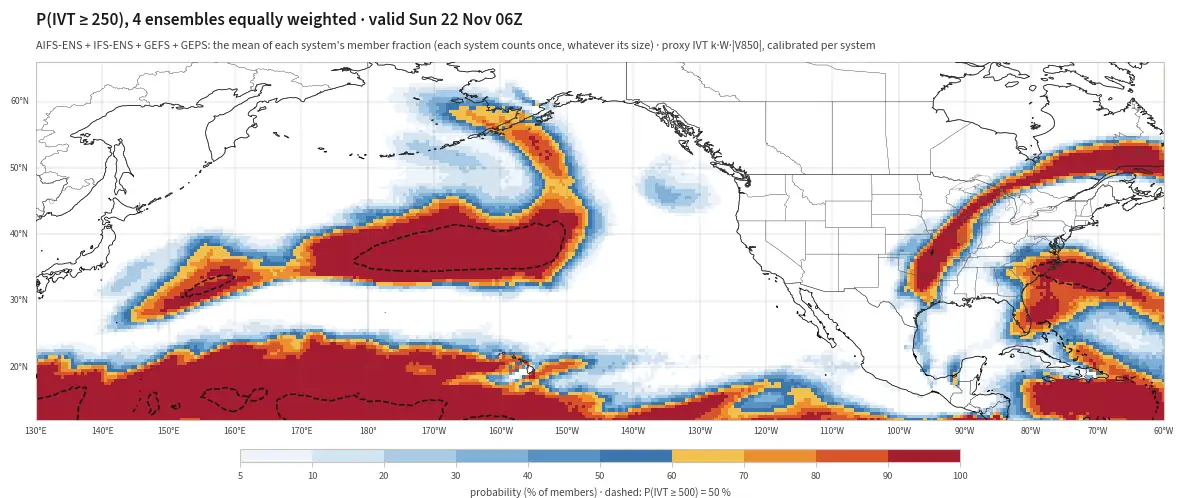 P(IVT ≥ 250), 4 ensembles equally weighted · valid Sun 22 Nov 06Z
AIFS-ENS + IFS-ENS + GEFS + GEPS: the mean of each system's member fraction (each system counts once, whatever its size) · proxy IVT k·W·|V850|, calibrated per system
60°N
50°N
40°N
30°N
20°N
130°E 140°E 150°E 160°E 170°E 180° 170°W 160°W 150°W 140°W 130°W 120°W 110°W 100°W 90°W 80°W 70°W 60°W
5 10 20 30 40 50 60 70 80 90 100
probability (% of members) · dashed: P(IVT ≥ 500) = 50 %